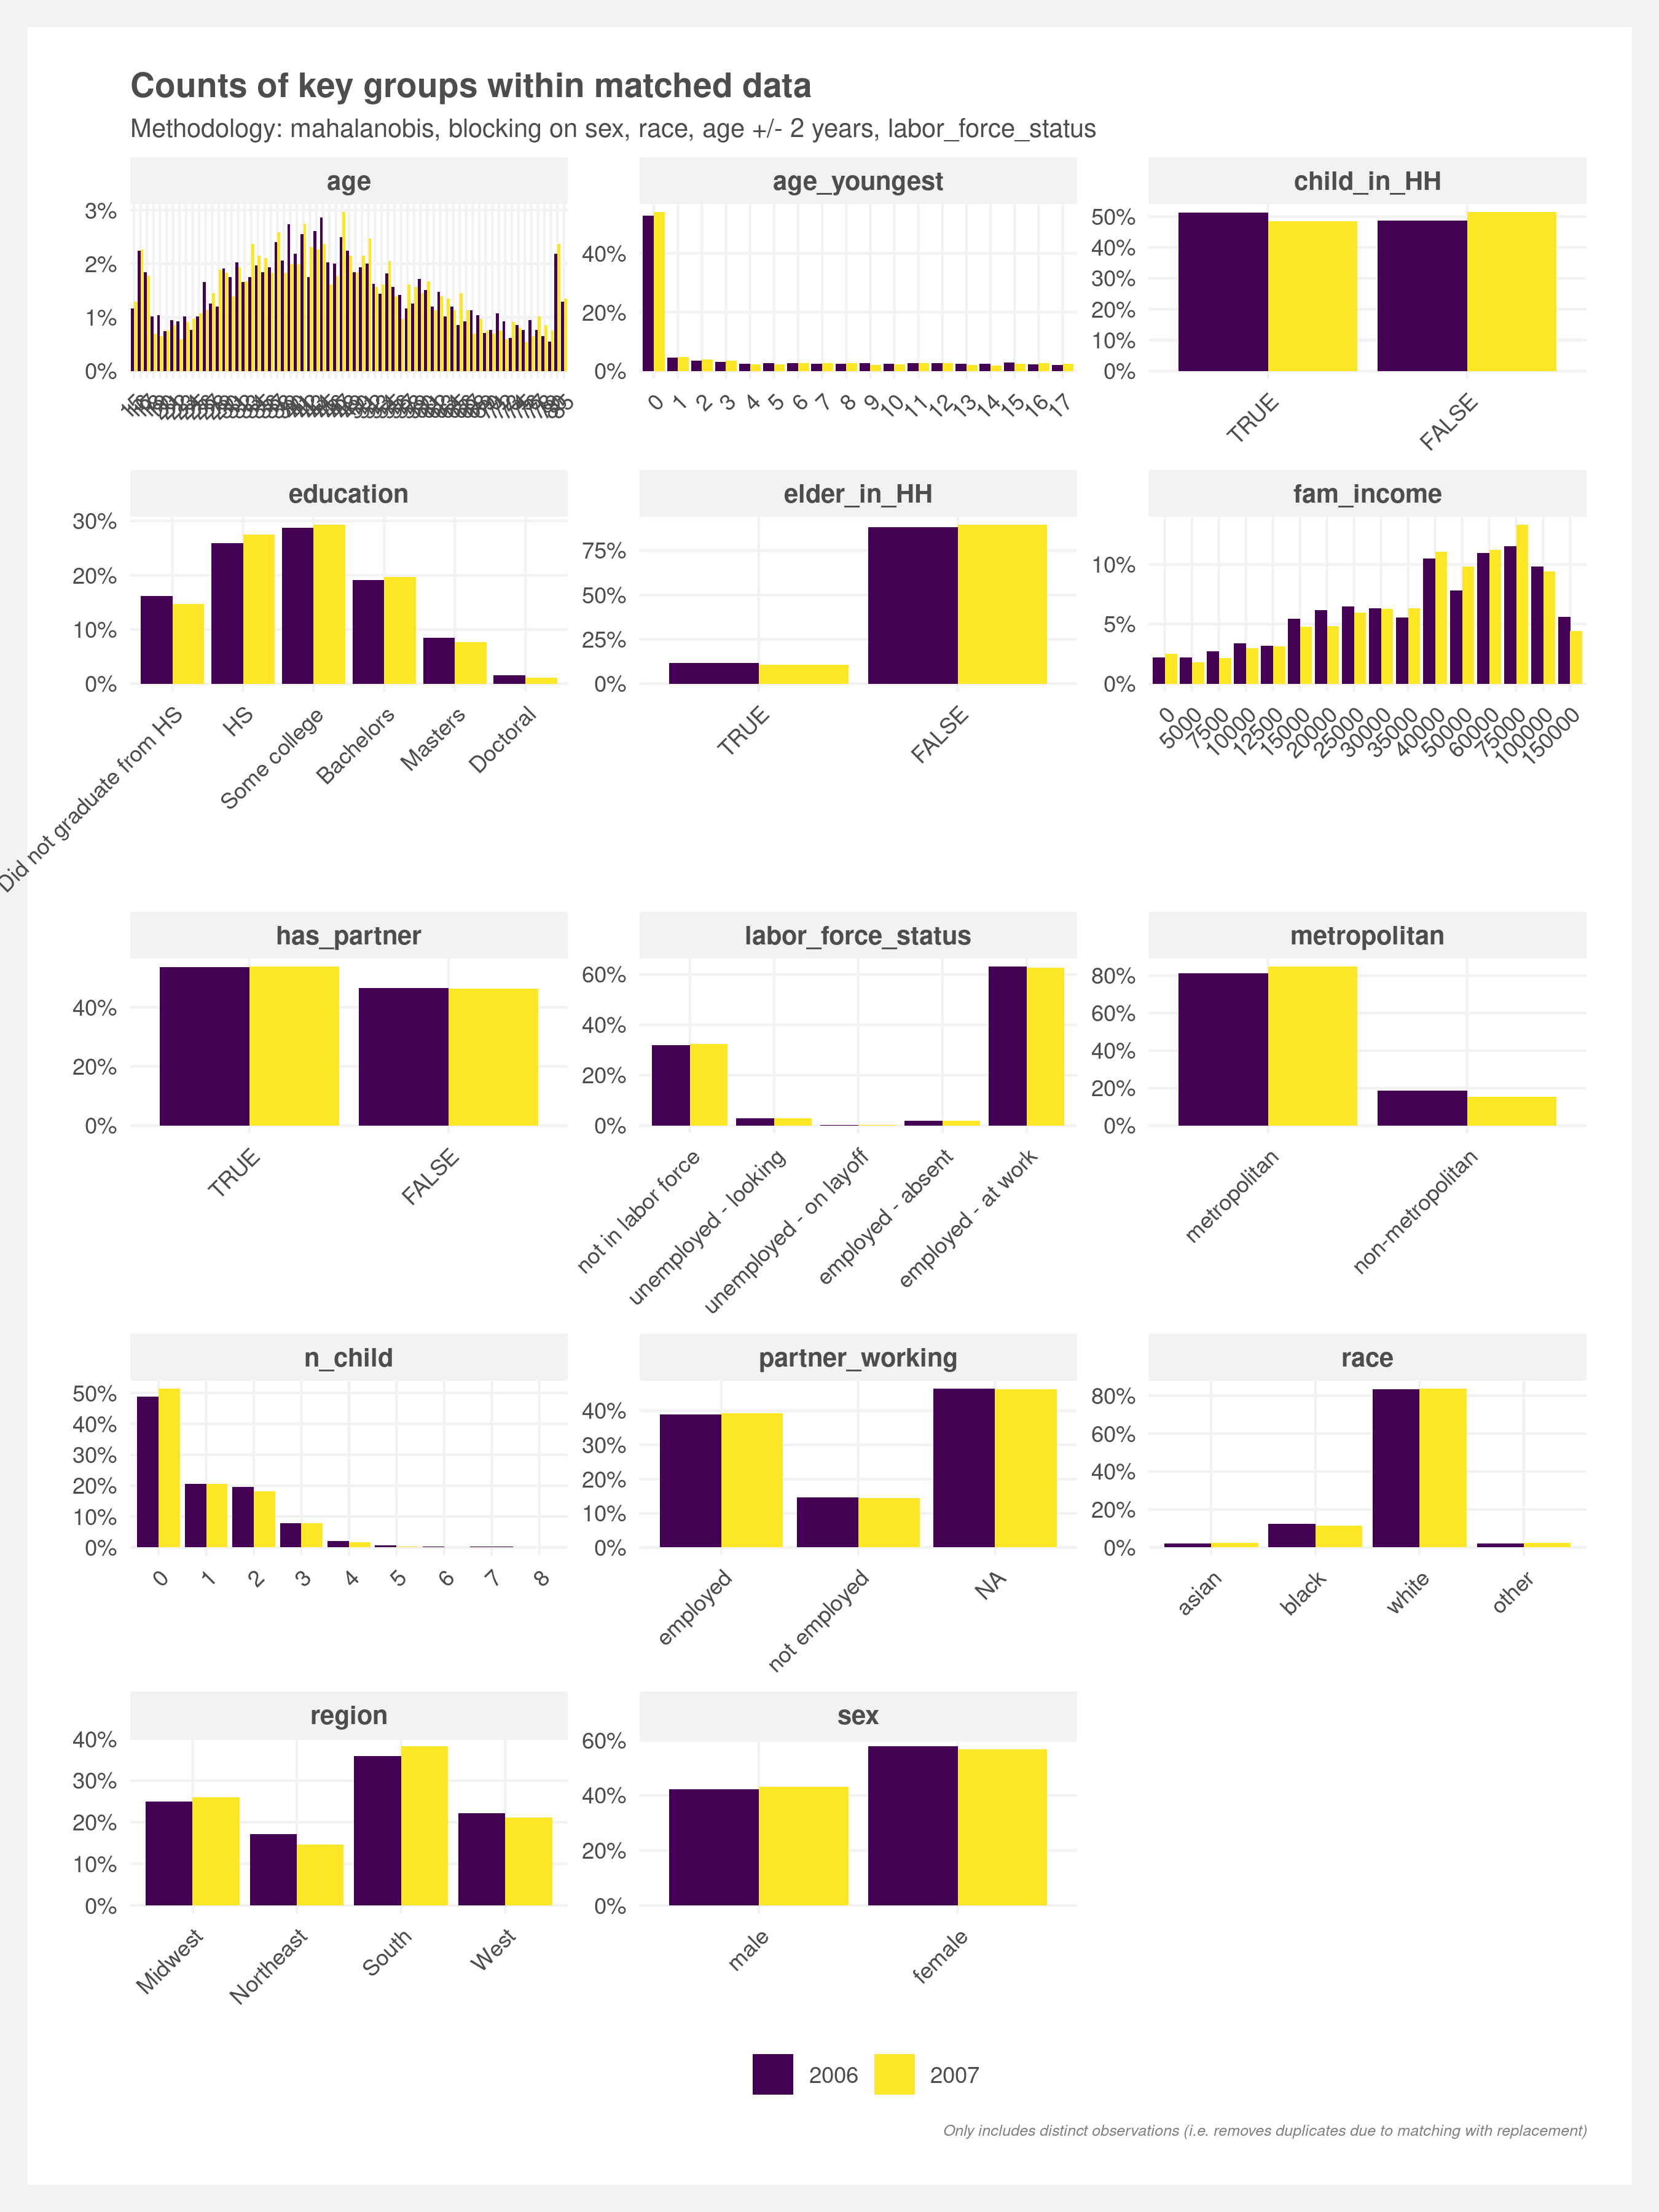 Counts of key groups within matched data
Methodology: mahalanobis, blocking on sex, race, age +/- 2 years, labor_force_status
age
3%
2%
1%
0%
age_youngest
40%
20%
0%
0 1 2 3 4 5 6 7 8 9 10 11 12 13 14 15 16 17
child_in_HH
50%
40%
30%
20%
10%
0%
TRUE FALSE
education
30%
20%
10%
0%
Did not graduate from HS HS Some college Bachelors Masters Doctoral
elder_in_HH
75%
50%
25%
0%
TRUE FALSE
fam_income
10%
5%
0%
0 5000 7500 10000 12500 15000 20000 25000 30000 35000 40000 50000 60000 75000 100000 150000
has_partner
40%
20%
0%
TRUE FALSE
labor_force_status
60%
40%
20%
0%
not in labor force unemployed - looking unemployed - on layoff employed - absent employed - at work
metropolitan
80%
60%
40%
20%
0%
metropolitan non-metropolitan
n_child
50%
40%
30%
20%
10%
0%
0 1 2 3 4 5 6 7 8
partner_working
40%
30%
20%
10%
0%
employed not employed NA
race
80%
60%
40%
20%
0%
asian black white other
region
40%
30%
20%
10%
0%
Midwest Northeast South West
sex
60%
40%
20%
0%
male female
2006 2007
Only includes distinct observations (i.e. removes duplicates due to matching with replacement)